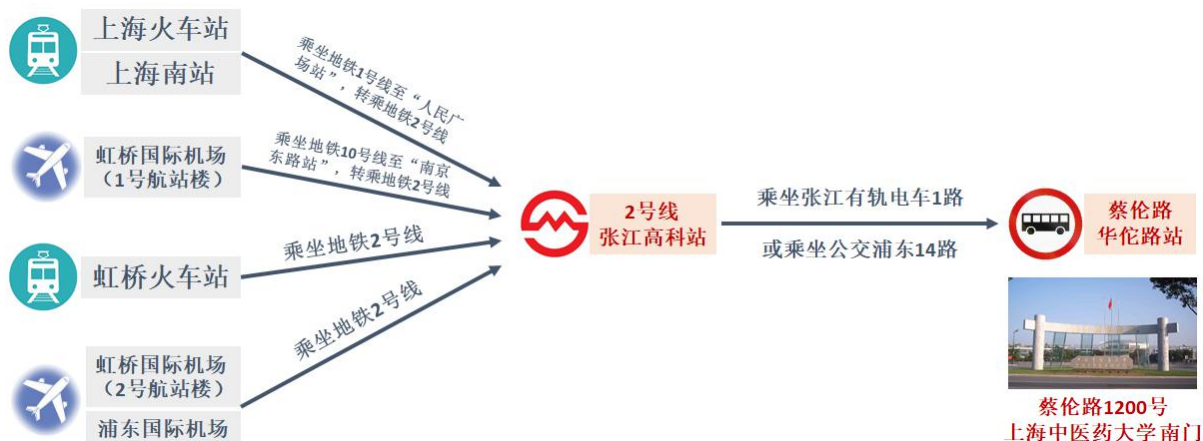 上海火车站
上海南站
乘坐地铁1号线至“人民广
场站”，转乘地铁2号线
虹桥国际机场
（1号航站楼）
乘坐地铁10号线至“南京
东路站”，转乘地铁2号线
虹桥火车站
乘坐地铁2号线
虹桥国际机场
（2号航站楼）
浦东国际机场
乘坐地铁2号线
2号线
张江高科站
乘坐张江有轨电车1路
或乘坐公交浦东14路
蔡伦路
华佗路站
蔡伦路1200号
上海中医药大学南门